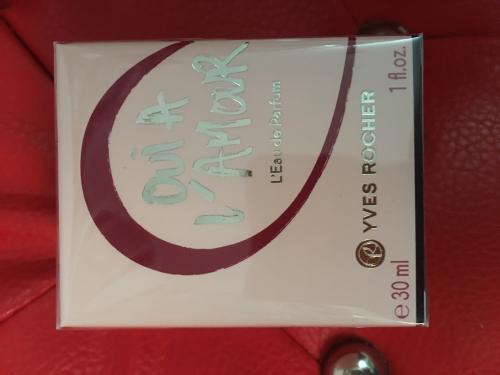 OUI A
L'AMOUR
L'Eau de Parfum
YVES ROCHER
℮ 30 ml 1 fl.oz.